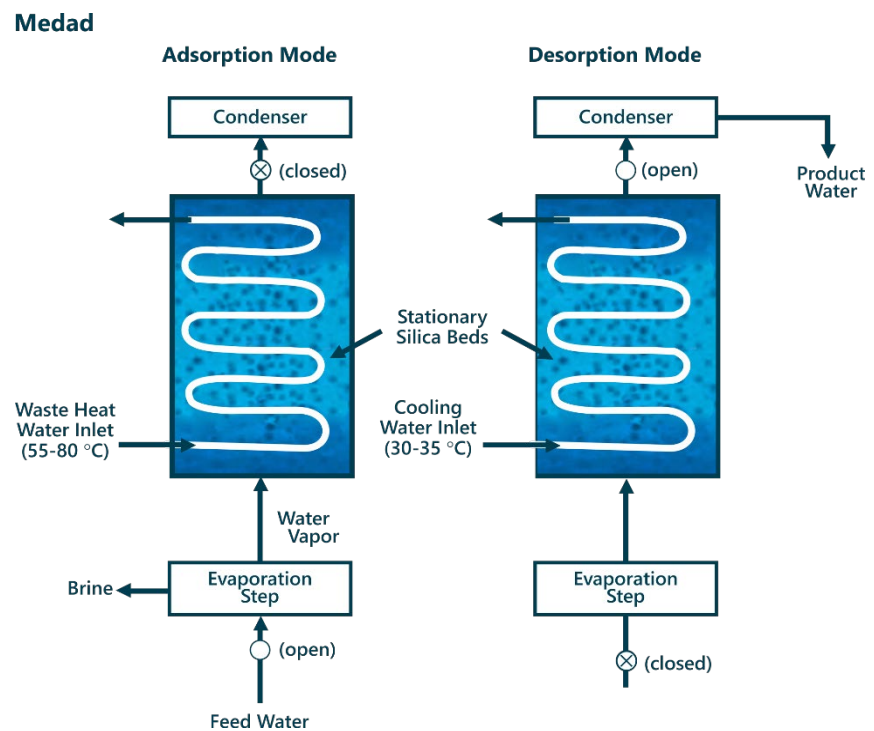 Medad
Adsorption Mode
Desorption Mode
Condenser
Condenser
(closed)
(open)
Product
Water
Stationary
Silica Beds
Waste Heat
Water Inlet
(55-80 °C)
Cooling
Water Inlet
(30-35 °C)
Water
Vapor
Brine
Evaporation
Step
Evaporation
Step
(open)
(closed)
Feed Water